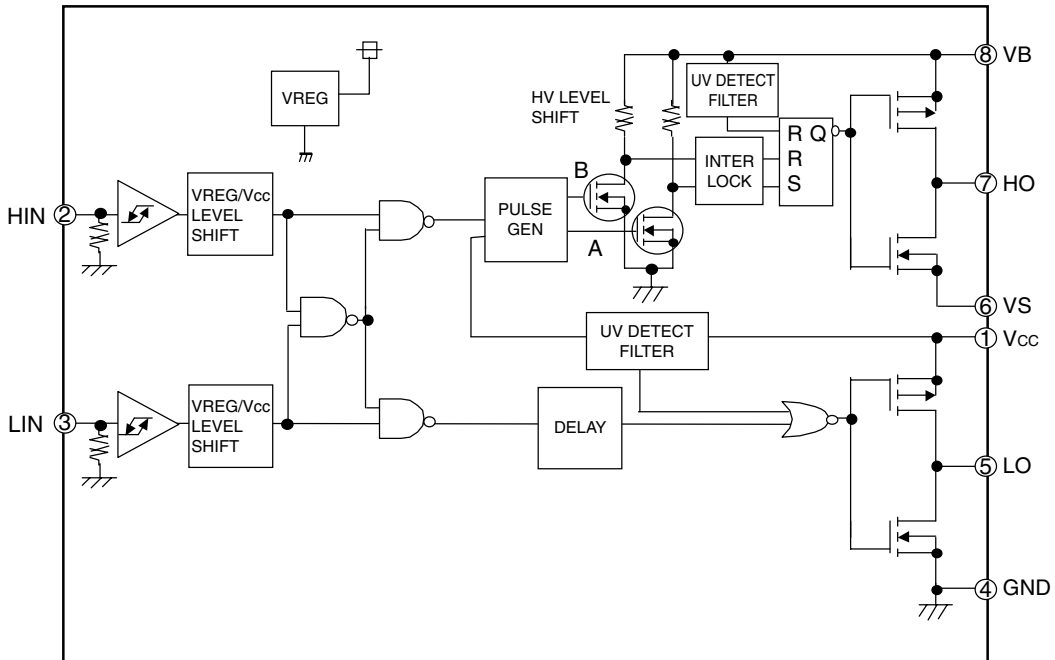 8 VB
VREG
UV DETECT
FILTER
HV LEVEL
SHIFT
R Q
R
S
INTER
LOCK
B
A
7 HO
HIN 2
VREG/Vcc
LEVEL
SHIFT
PULSE
GEN
6 VS
1 Vcc
UV DETECT
FILTER
LIN 3
VREG/Vcc
LEVEL
SHIFT
DELAY
5 LO
4 GND